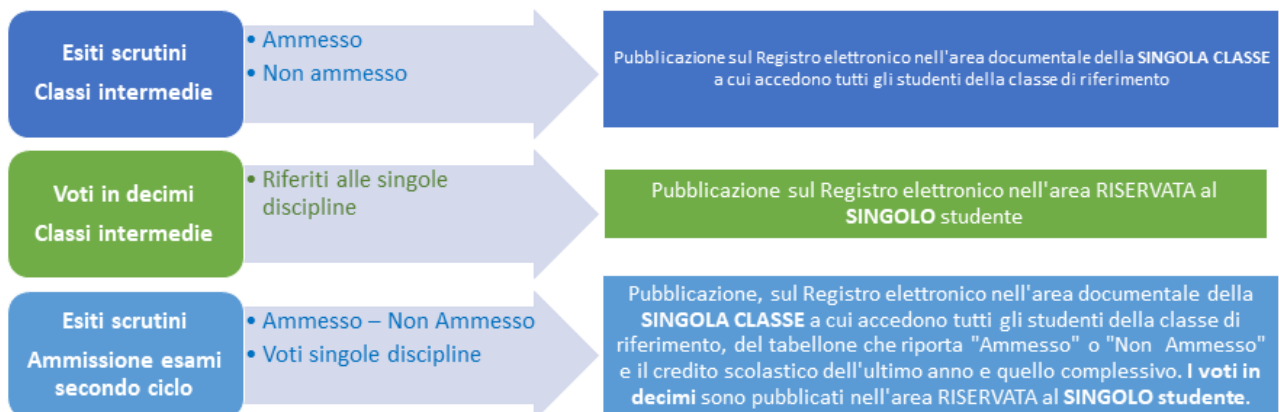 Esiti scrutini
Classi intermedie
• Ammesso
• Non ammesso
Pubblicazione sul Registro elettronico nell'area documentale della SINGOLA CLASSE
a cui accedono tutti gli studenti della classe di riferimento
Voti in decimi
Classi intermedie
• Riferiti alle singole
discipline
Pubblicazione sul Registro elettronico nell'area RISERVATA al
SINGOLO studente
Esiti scrutini
Ammissione esami
secondo ciclo
• Ammesso – Non Ammesso
• Voti singole discipline
Pubblicazione, sul Registro elettronico nell'area documentale della
SINGOLA CLASSE a cui accedono tutti gli studenti della classe di
riferimento, del tabellone che riporta "Ammesso" o "Non Ammesso"
e il credito scolastico dell'ultimo anno e quello complessivo. I voti in
decimi sono pubblicati nell'area RISERVATA al SINGOLO studente.